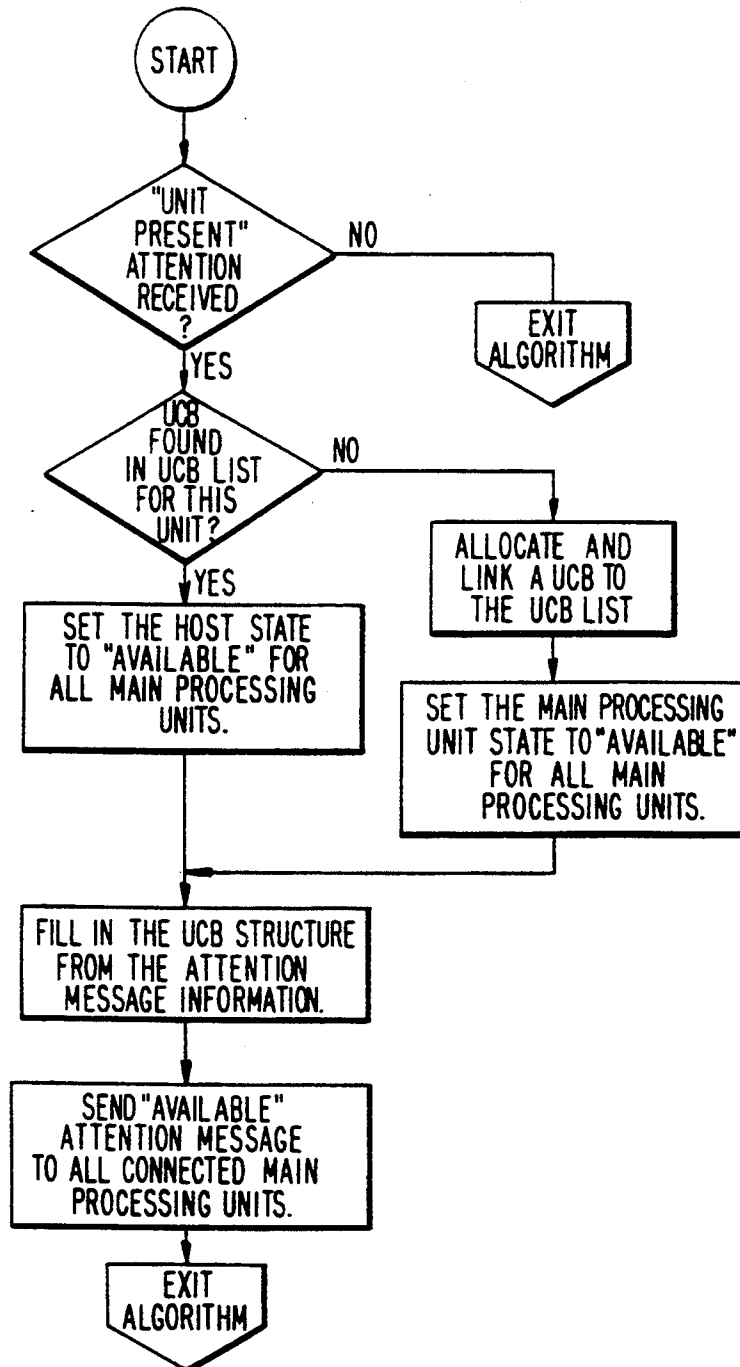 START
"UNIT
PRESENT"
ATTENTION
RECEIVED
?
NO
EXIT
ALGORITHM
YES
UCB
FOUND
IN UCB LIST
FOR THIS
UNIT?
NO
YES
ALLOCATE AND
LINK A UCB TO
THE UCB LIST
SET THE HOST STATE
TO "AVAILABLE" FOR
ALL MAIN PROCESSING
UNITS.
SET THE MAIN PROCESSING
UNIT STATE TO "AVAILABLE"
FOR ALL MAIN
PROCESSING UNITS.
FILL IN THE UCB STRUCTURE
FROM THE ATTENTION
MESSAGE INFORMATION.
SEND "AVAILABLE"
ATTENTION MESSAGE
TO ALL CONNECTED MAIN
PROCESSING UNITS.
EXIT
ALGORITHM